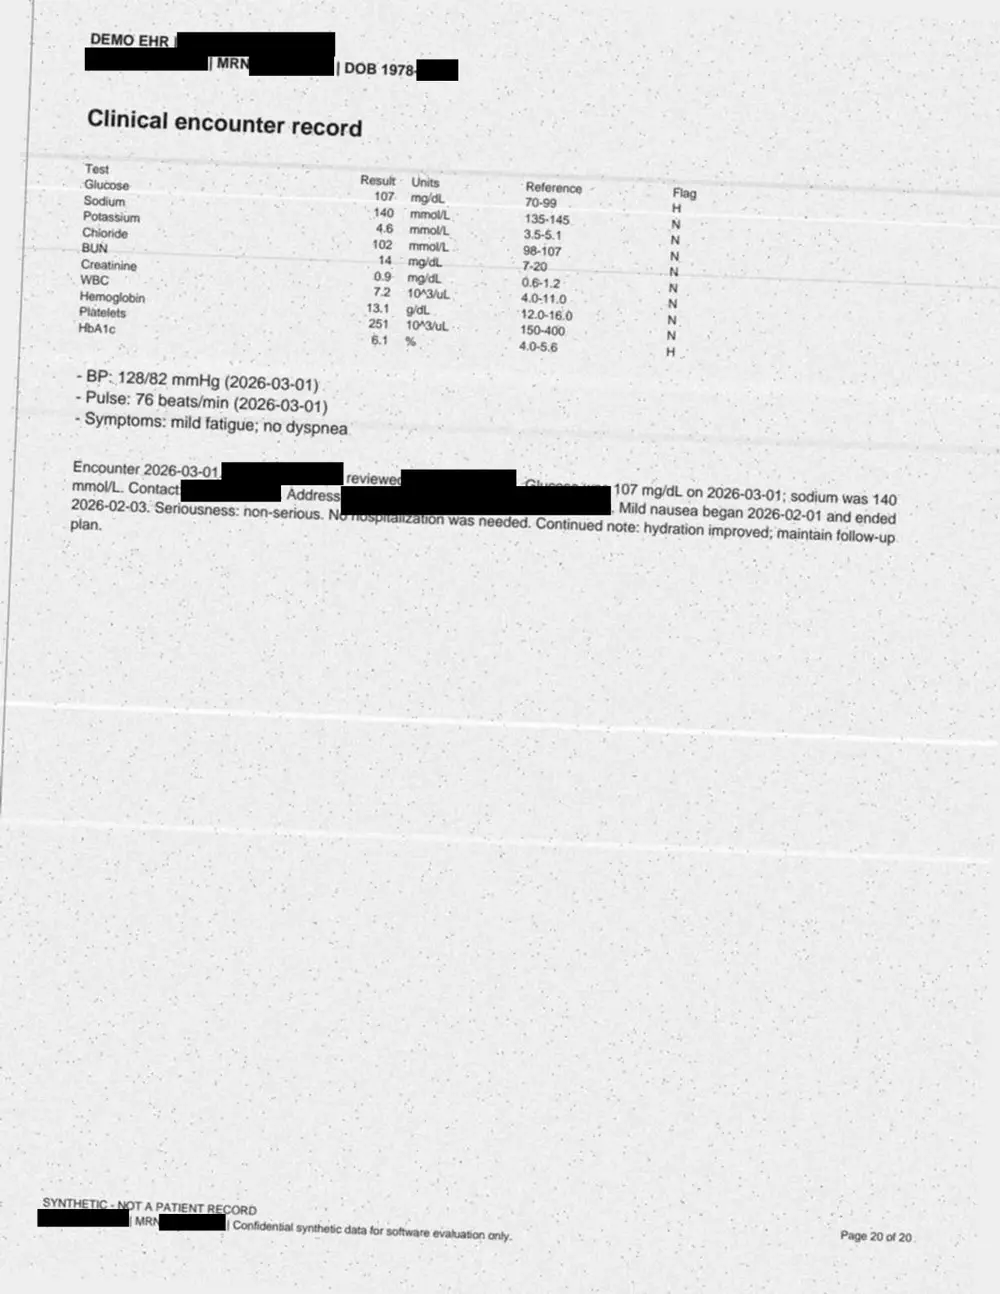 DEMO EHR |
| MRN | DOB 1978-
Clinical encounter record
Test Result Units Reference Flag
Glucose 107 mg/dL 70-99 H
Sodium 140 mmol/L 135-145 N
Potassium 4.6 mmol/L 3.5-5.1 N
Chloride 102 mmol/L 98-107 N
BUN 14 mg/dL 7-20 N
Creatinine 0.9 mg/dL 0.6-1.2 N
WBC 7.2 10^3/uL 4.0-11.0 N
Hemoglobin 13.1 g/dL 12.0-16.0 N
Platelets 251 10^3/uL 150-400 N
HbA1c 6.1 % 4.0-5.6 H
- BP: 128/82 mmHg (2026-03-01)
- Pulse: 76 beats/min (2026-03-01)
- Symptoms: mild fatigue; no dyspnea
Encounter 2026-03-01 reviewed Glucose was 107 mg/dL on 2026-03-01; sodium was 140
mmol/L. Contact Address . Mild nausea began 2026-02-01 and ended
2026-02-03. Seriousness: non-serious. No hospitalization was needed. Continued note: hydration improved; maintain follow-up
plan.
SYNTHETIC - NOT A PATIENT RECORD
| MRN | Confidential synthetic data for software evaluation only.
Page 20 of 20